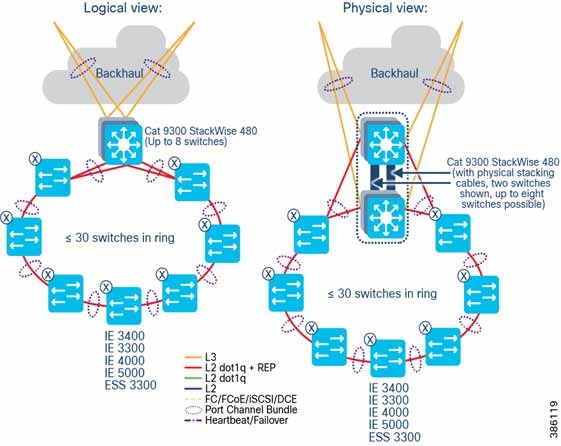 Logical view:
Physical view:
Backhaul
Backhaul
Cat 9300 StackWise 480
(Up to 8 switches)
Cat 9300 StackWise 480
(with physical stacking
cables, two switches
shown, up to eight
switches possible)
X
X
X
X
X
X
X
≤ 30 switches in ring
X
X
X
X
X
X
X
≤ 30 switches in ring
IE 3400
IE 3300
IE 4000
IE 5000
ESS 3300
L3
L2 dot1q + REP
L2 dot1q
L2
FC/FCoE/iSCSI/DCE
Port Channel Bundle
Heartbeat/Failover
IE 3400
IE 3300
IE 4000
IE 5000
ESS 3300
386119